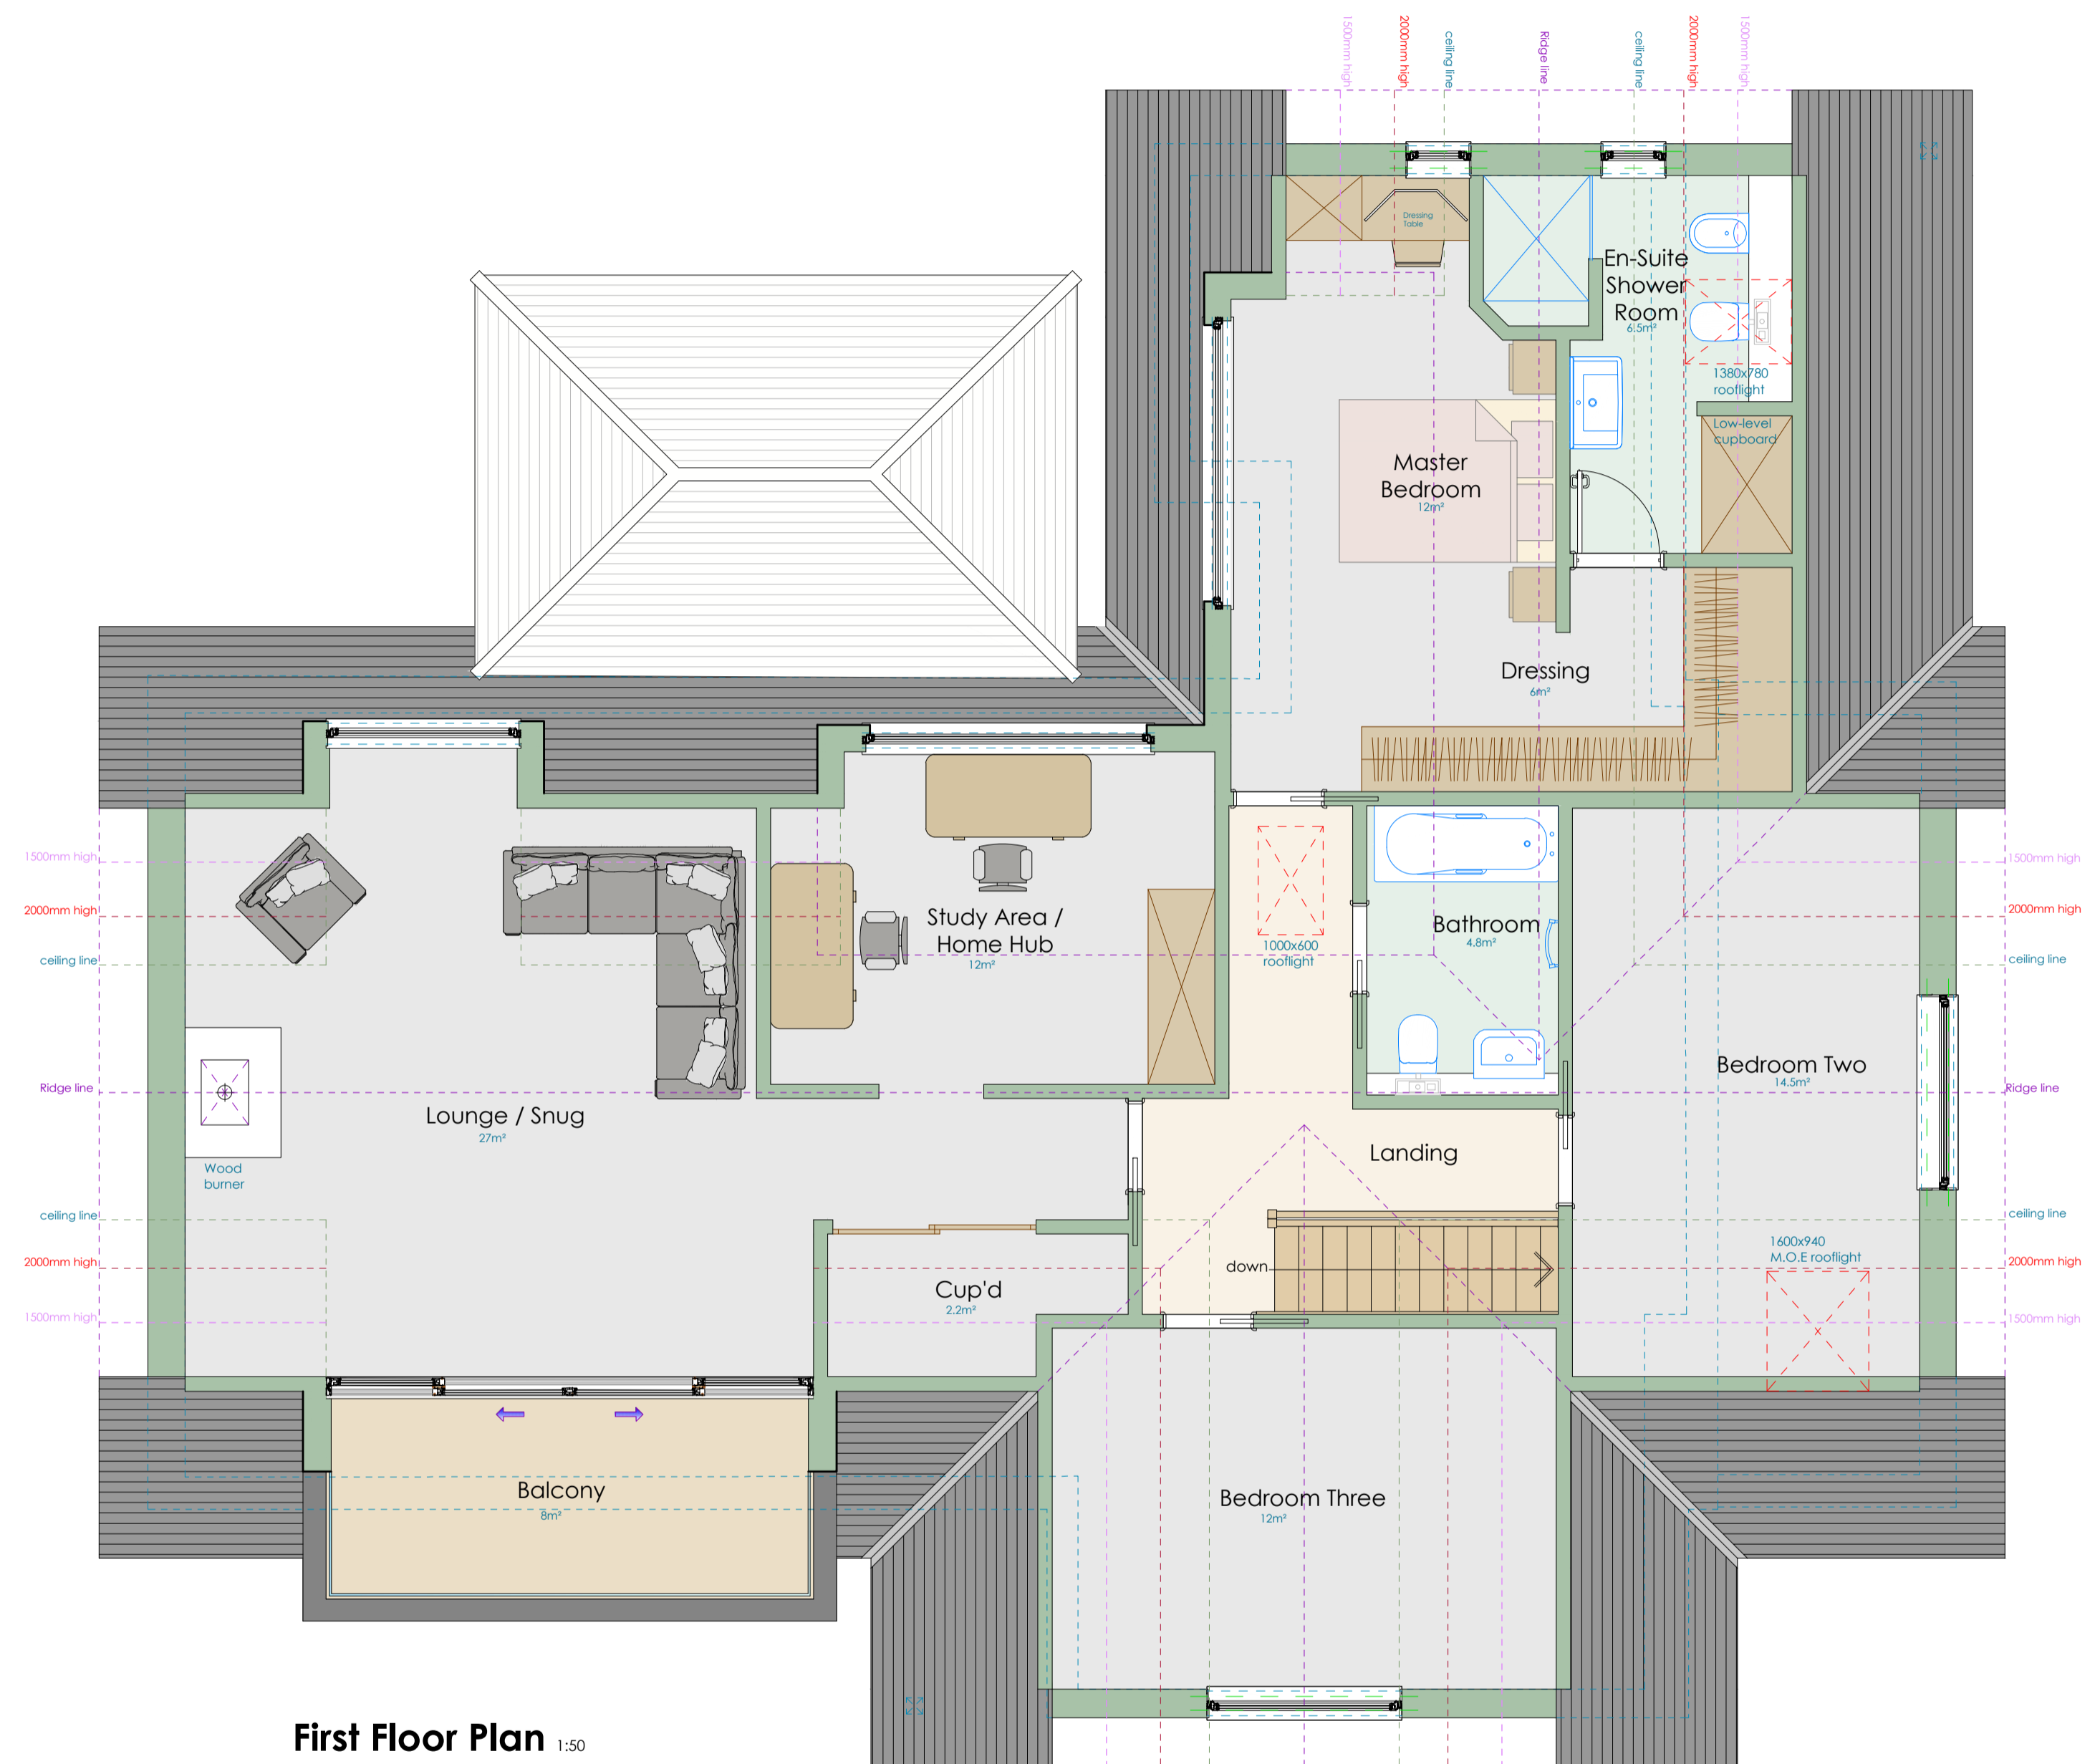 1500mm high
2000mm high
ceiling line
Ridge line
ceiling line
2000mm high
1500mm high
Dressing
Table
En-Suite
Shower
Room
6.5m²
1380x780
rooflight
Low-level
cupboard
Master
Bedroom
12m²
Dressing
6m²
1500mm high
2000mm high
ceiling line
Ridge line
ceiling line
2000mm high
1500mm high
Study Area /
Home Hub
12m²
1000x600
rooflight
Bathroom
4.8m²
Lounge / Snug
27m²
Wood
burner
Landing
down
Bedroom Two
14.5m²
1600x940
M.O.E rooflight
1500mm high
2000mm high
ceiling line
Ridge line
ceiling line
2000mm high
1500mm high
Cup'd
2.2m²
Balcony
8m²
Bedroom Three
12m²
First Floor Plan 1:50